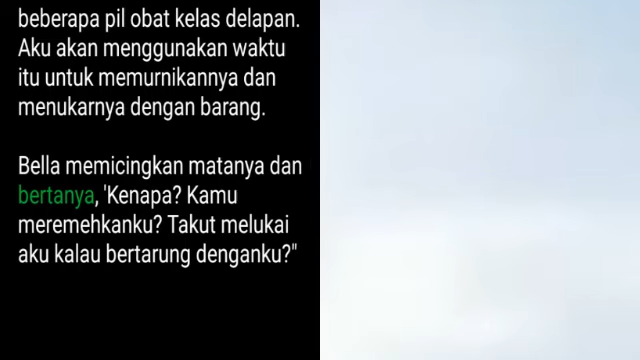 beberapa pil obat kelas delapan.
Aku akan menggunakan waktu
itu untuk memurnikannya dan
menukarnya dengan barang.
Bella memicingkan matanya dan
bertanya, 'Kenapa? Kamu
meremehkanku? Takut melukai
aku kalau bertarung denganku?"